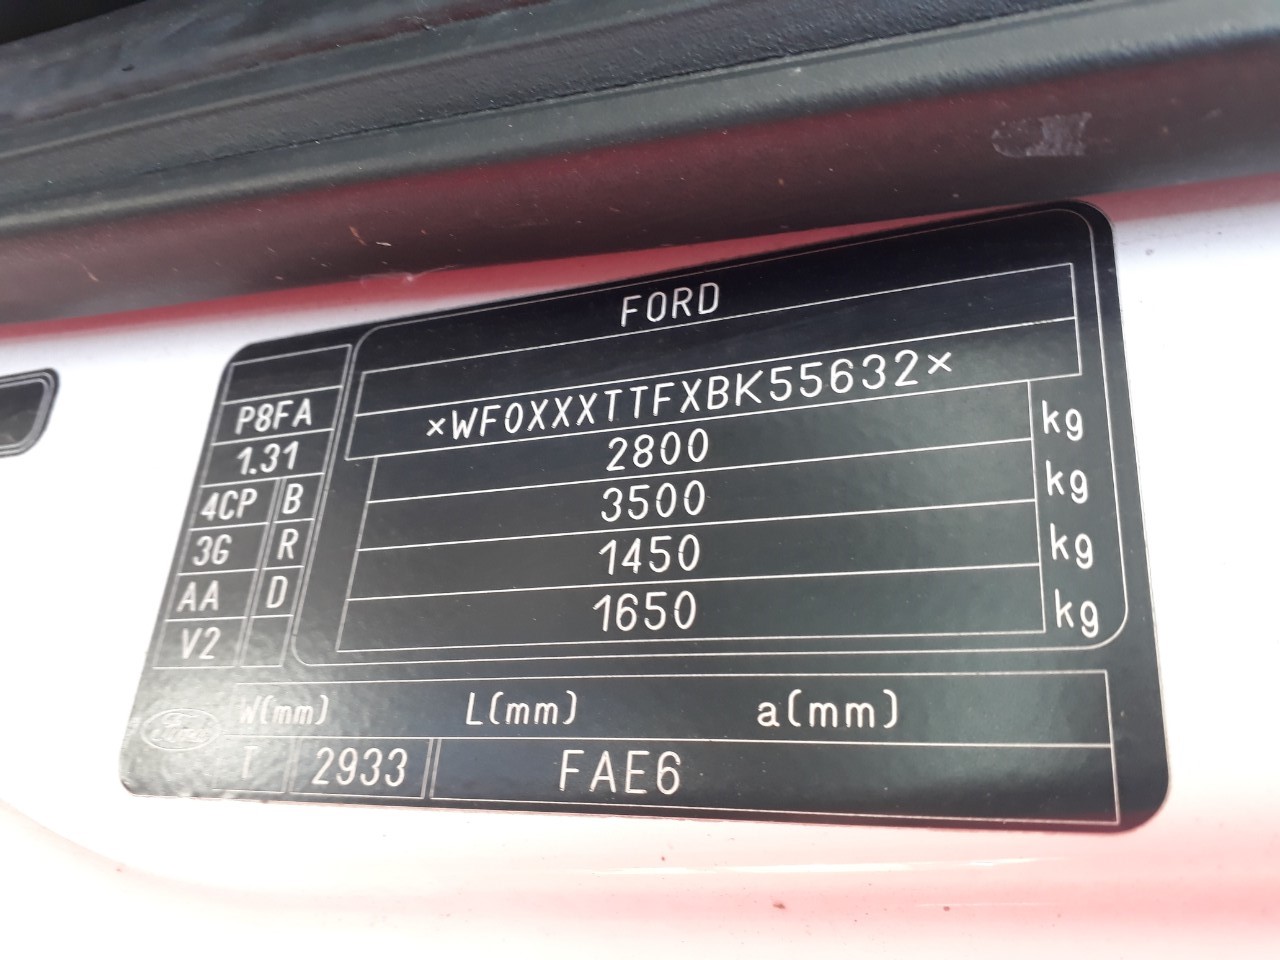 FORD
×WF0XXXTTFXBK55632×
2800 kg
3500 kg
1450 kg
1650 kg
P8FA
1.31
4CP B
3G R
AA D
V2
Ford
W(mm) L(mm) a(mm)
T 2933 FAE6